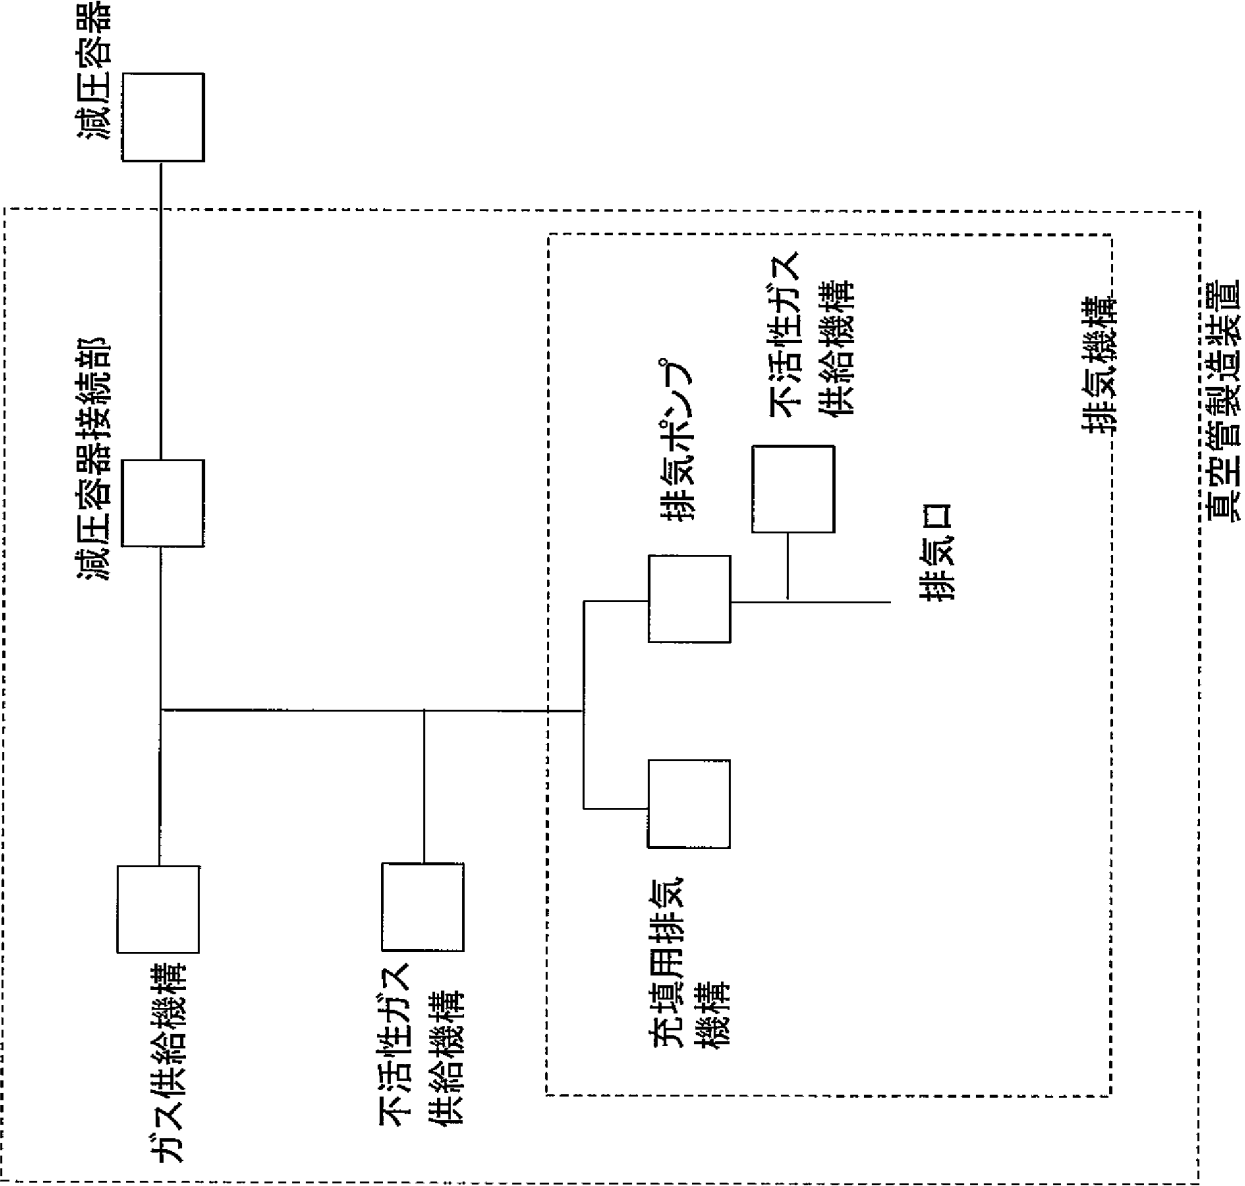 ガス供給機構
減圧容器接続部
減圧容器
不活性ガス
供給機構
充填用排気
機構
排気ポンプ
不活性ガス
供給機構
排気口
排気機構
真空管製造装置